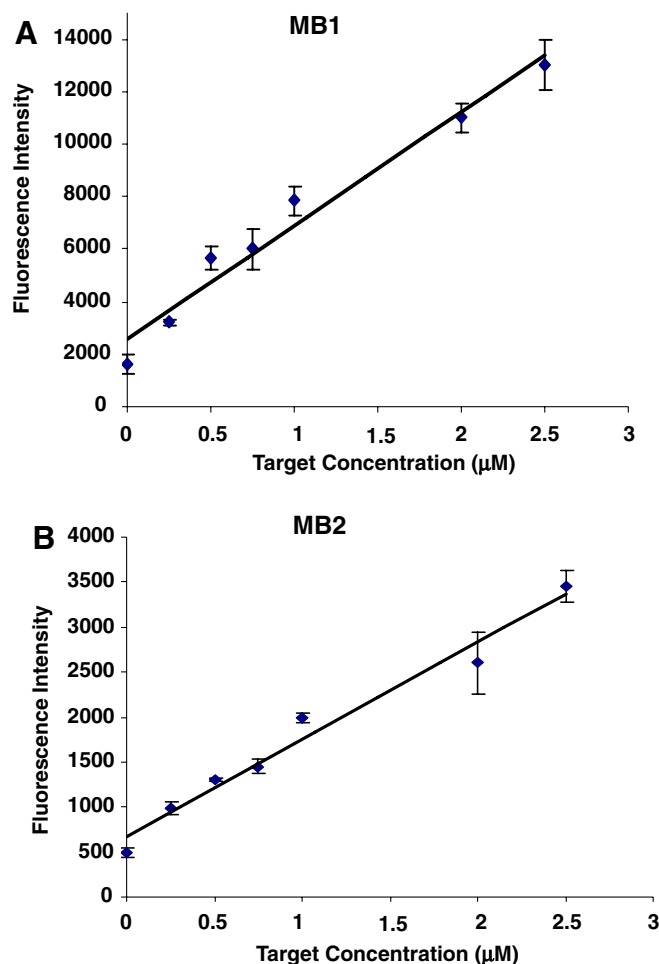 A
MB1
14000
12000
10000
8000
6000
4000
2000
0
Fluorescence Intensity
0 0.5 1 1.5 2 2.5 3
Target Concentration (µM)
B
MB2
4000
3500
3000
2500
2000
1500
1000
500
0
Fluorescence Intensity
0 0.5 1 1.5 2 2.5 3
Target Concentration (µM)